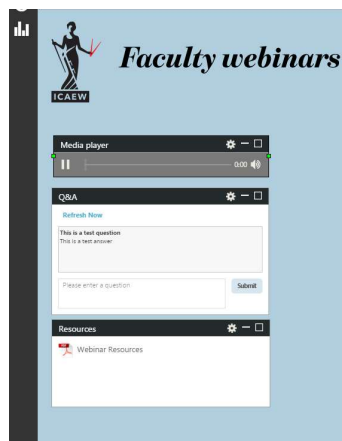 ICAEW
Faculty webinars
Media player
0:00
Q&A
Refresh Now
This is a test question
This is a test answer
Please enter a question
Submit
Resources
Webinar Resources